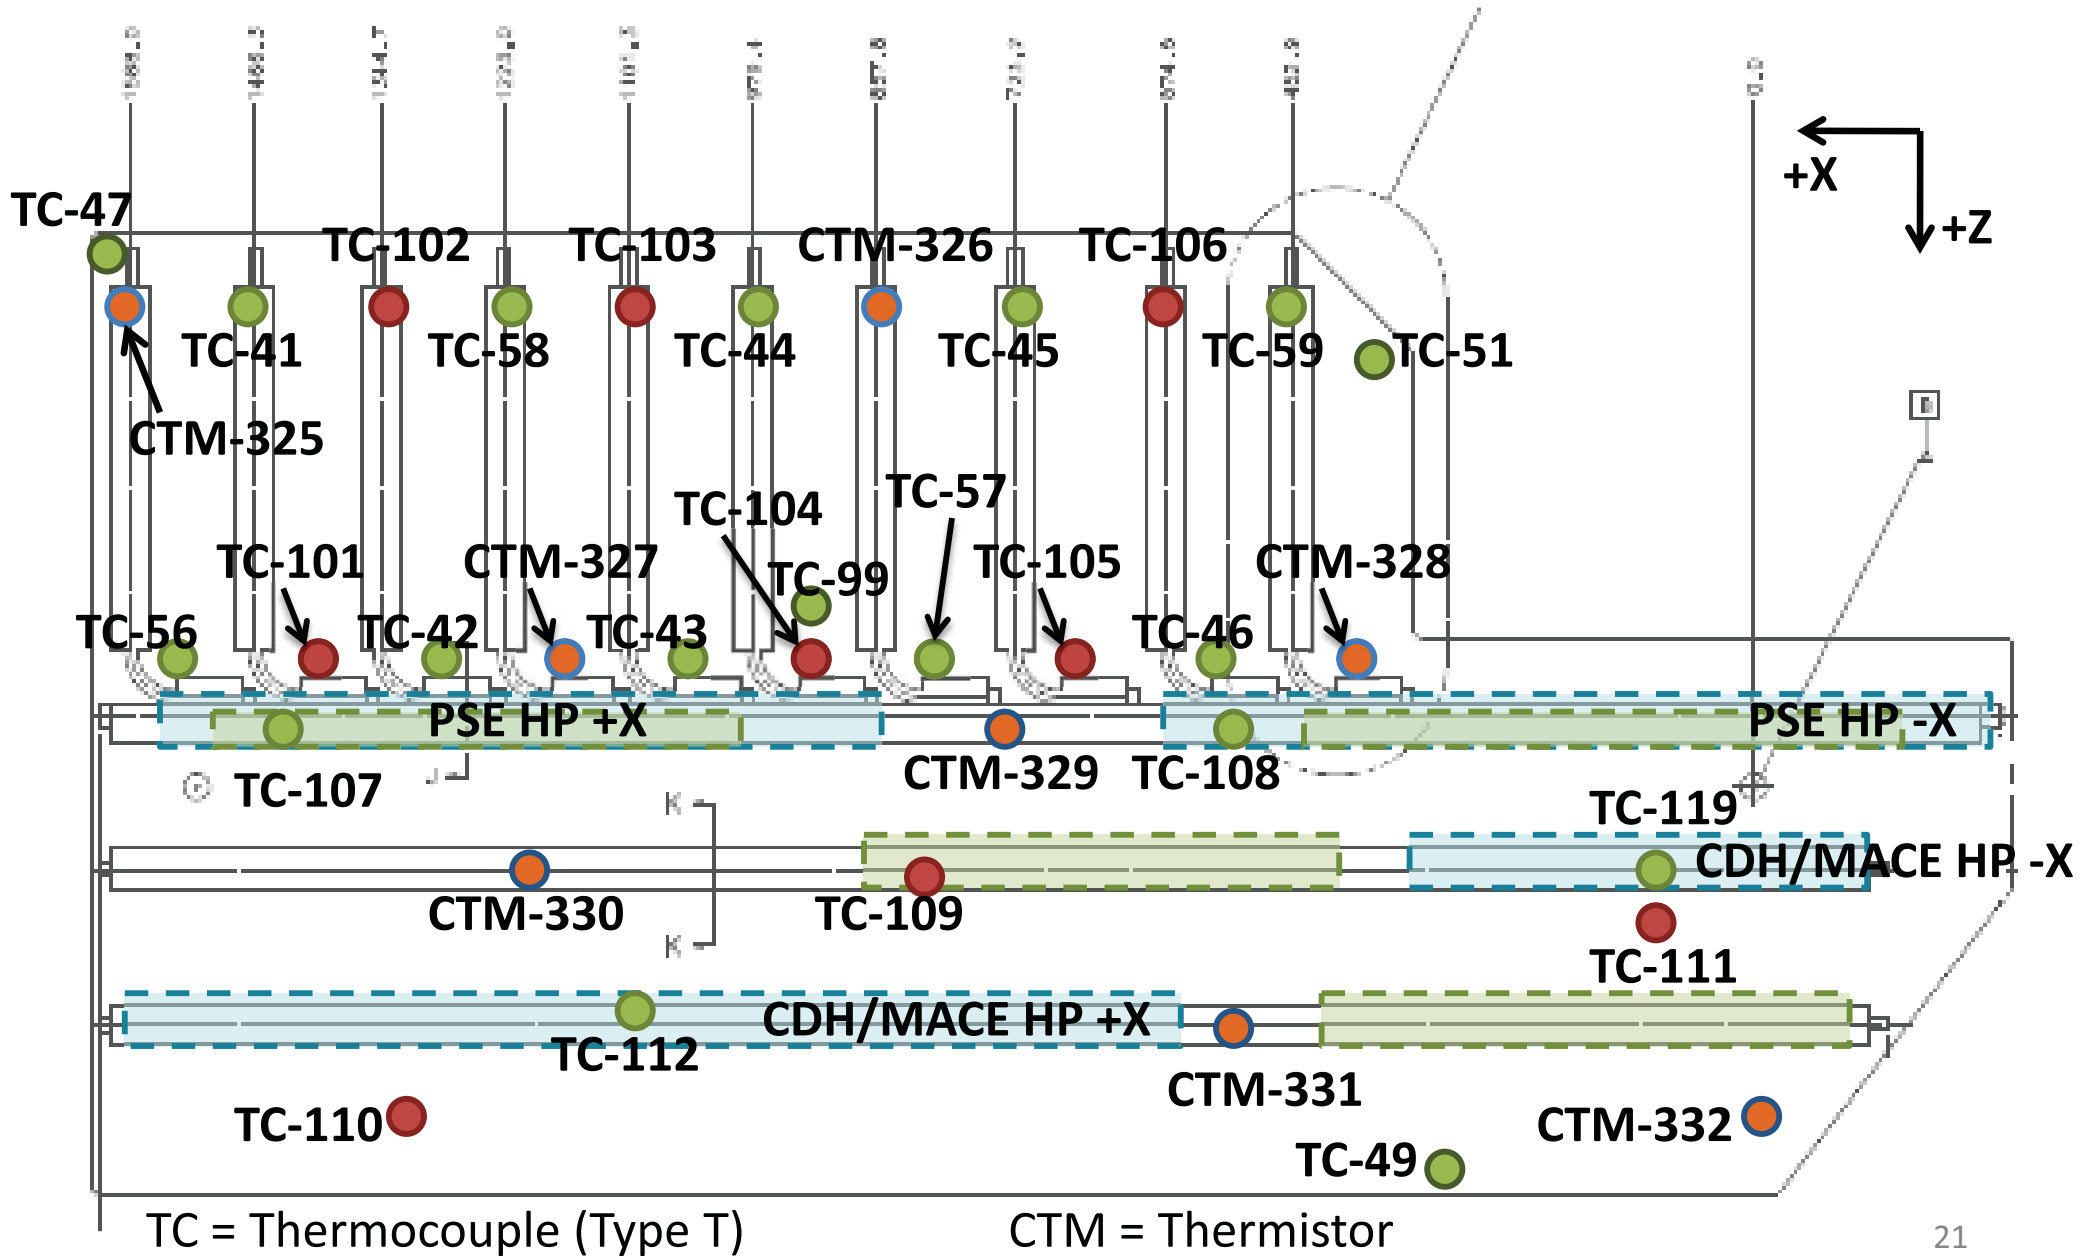 0.0
+X
TC-47
+Z
TC-102
TC-103
CTM-326
TC-106
TC-41
TC-58
TC-44
TC-45
TC-59
TC-51
CTM-325
TC-57
TC-104
TC-101
CTM-327
TC-99
TC-105
CTM-328
TC-56
TC-42
TC-43
TC-46
PSE HP +X
PSE HP -X
CTM-329
TC-108
TC-107
J
K
TC-119
CDH/MACE HP -X
CTM-330
TC-109
K
TC-111
CDH/MACE HP +X
TC-112
CTM-331
TC-110
CTM-332
TC-49
TC = Thermocouple (Type T)
CTM = Thermistor
21